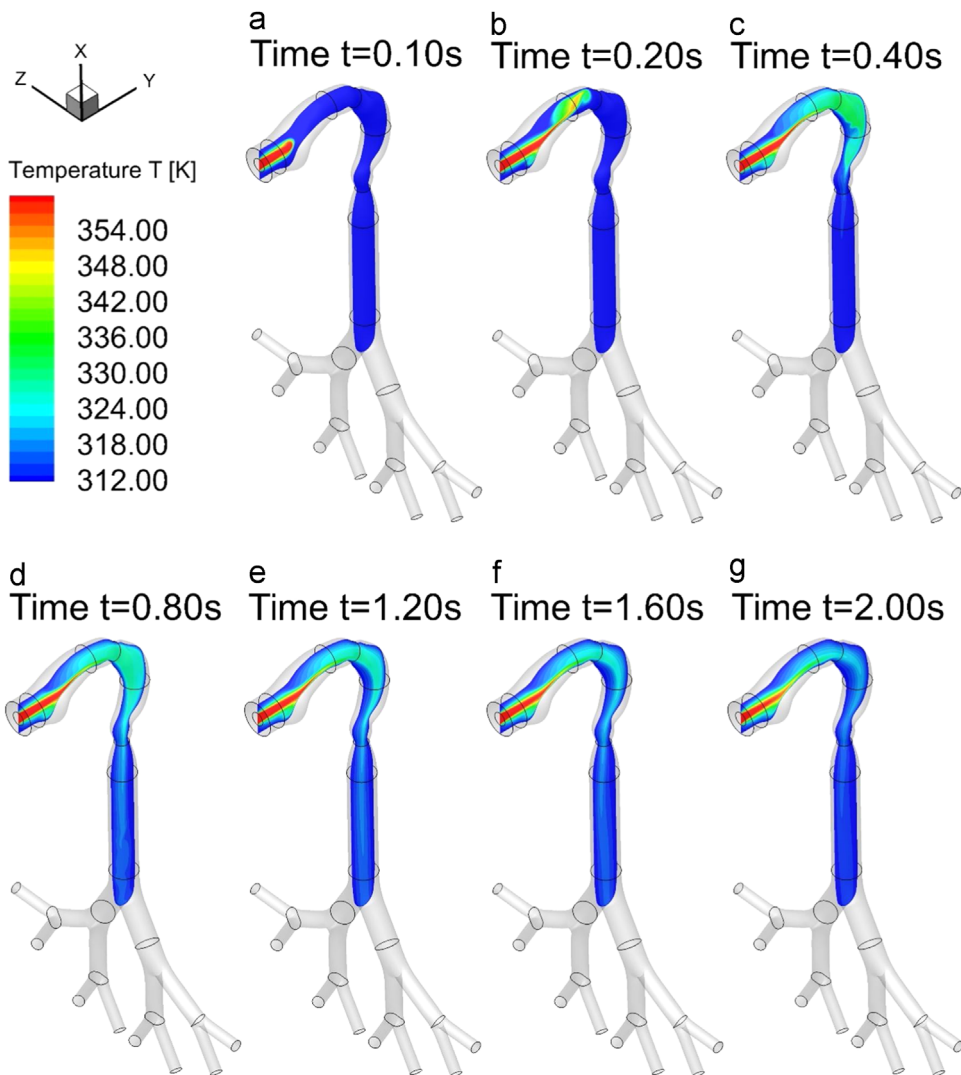 a
Time t=0.10s
b
Time t=0.20s
c
Time t=0.40s
X
Z
Y
Temperature T [K]
354.00
348.00
342.00
336.00
330.00
324.00
318.00
312.00
d
Time t=0.80s
e
Time t=1.20s
f
Time t=1.60s
g
Time t=2.00s